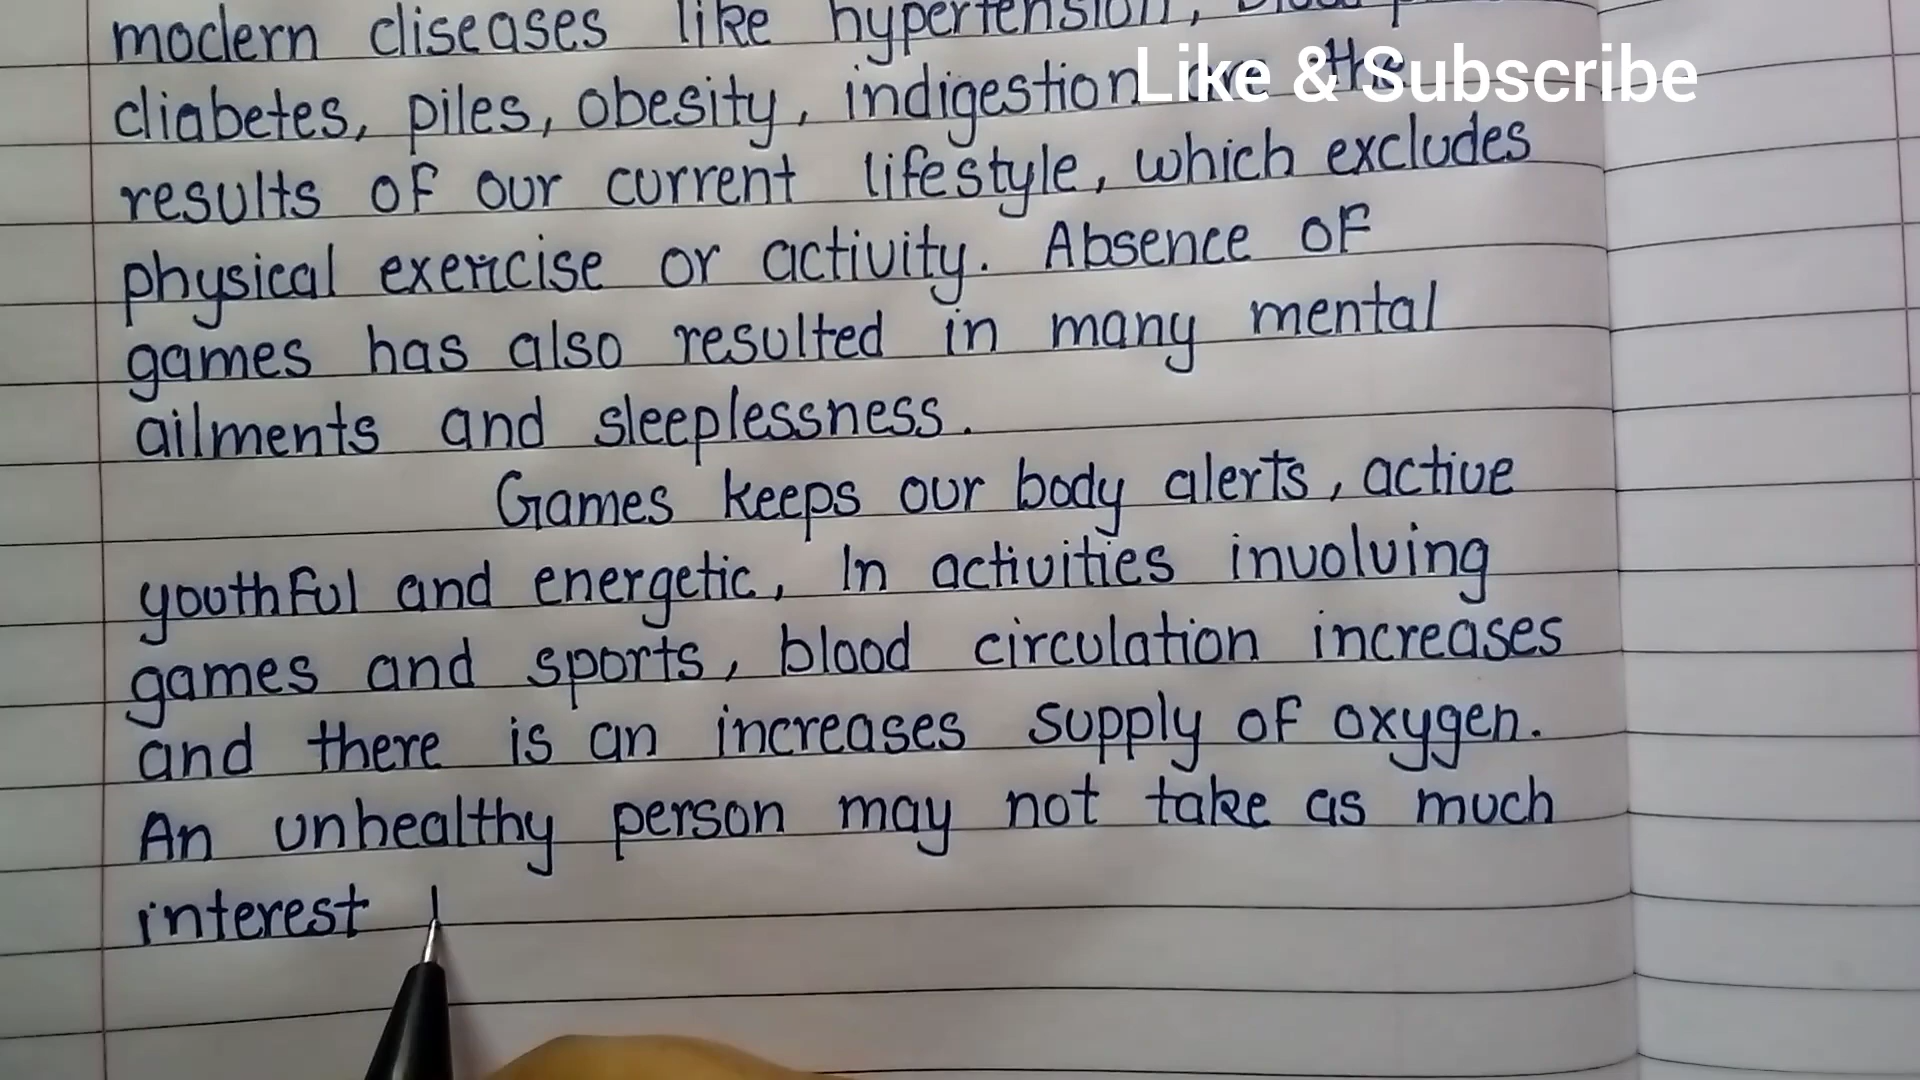 modern diseases like hypertension,
Like & Subscribe
diabetes, piles, obesity, indigestion are the
results of our current lifestyle, which excludes
physical exercise or activity. Absence of
games has also resulted in many mental
ailments and sleeplessness.
Games keeps our body alerts, active
youthful and energetic, In activities involving
games and sports, blood circulation increases
and there is an increases supply of oxygen.
An unhealthy person may not take as much
interest